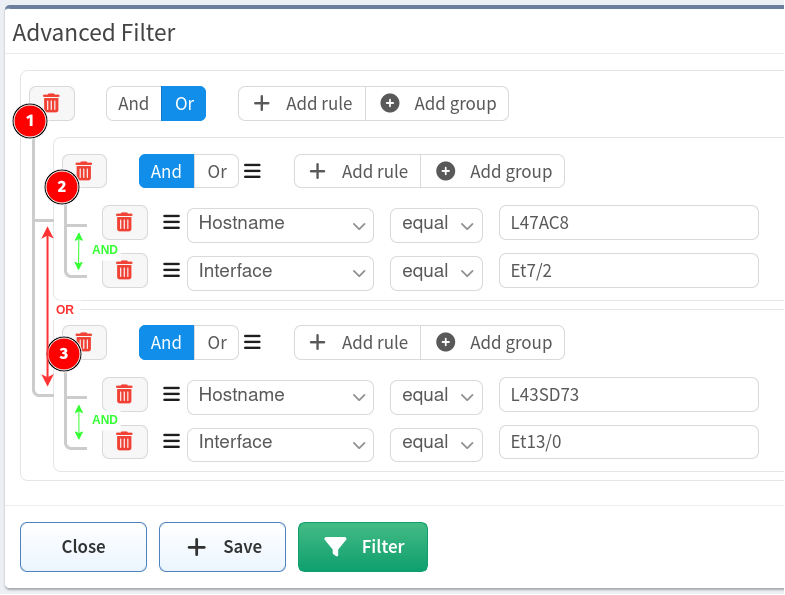 Advanced Filter
And Or + Add rule Add group
1
And Or + Add rule Add group
2
Hostname equal L47AC8
AND
Interface equal Et7/2
OR
And Or + Add rule Add group
3
Hostname equal L43SD73
AND
Interface equal Et13/0
Close + Save Filter